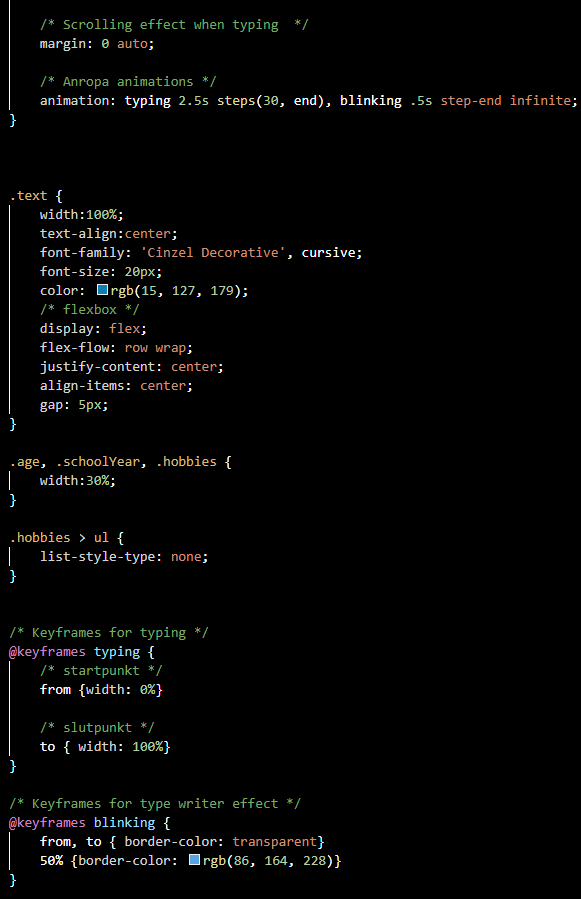 /* Scrolling effect when typing  */
margin: 0 auto;
/* Anropa animations */
animation: typing 2.5s steps(30, end), blinking .5s step-end infinite;
}
.text {
width:100%;
text-align:center;
font-family: 'Cinzel Decorative', cursive;
font-size: 20px;
color: rgb(15, 127, 179);
/* flexbox */
display: flex;
flex-flow: row wrap;
justify-content: center;
align-items: center;
gap: 5px;
}
.age, .schoolYear, .hobbies {
width:30%;
}
.hobbies > ul {
list-style-type: none;
}
/* Keyframes for typing */
@keyframes typing {
/* startpunkt */
from {width: 0%}
/* slutpunkt */
to { width: 100%}
}
/* Keyframes for type writer effect */
@keyframes blinking {
from, to { border-color: transparent}
50% {border-color: rgb(86, 164, 228)}
}